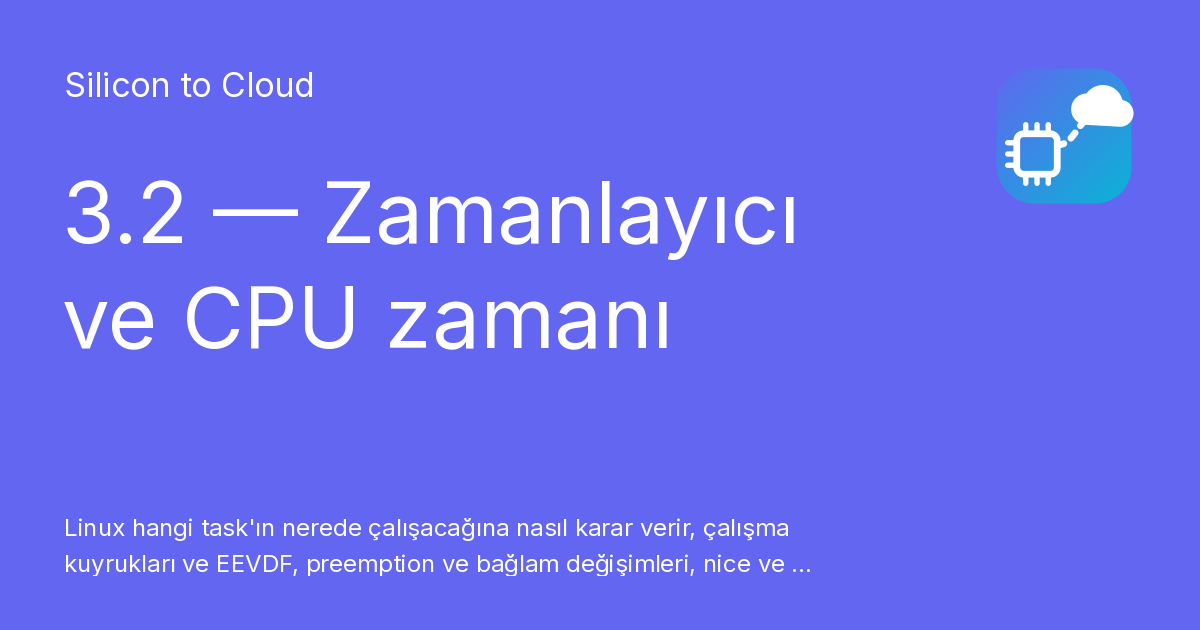 Silicon to Cloud
3.2 — Zamanlayıcı
ve CPU zamanı
Linux hangi task'ın nerede çalışacağına nasıl karar verir, çalışma
kuyrukları ve EEVDF, preemption ve bağlam değişimleri, nice ve ...